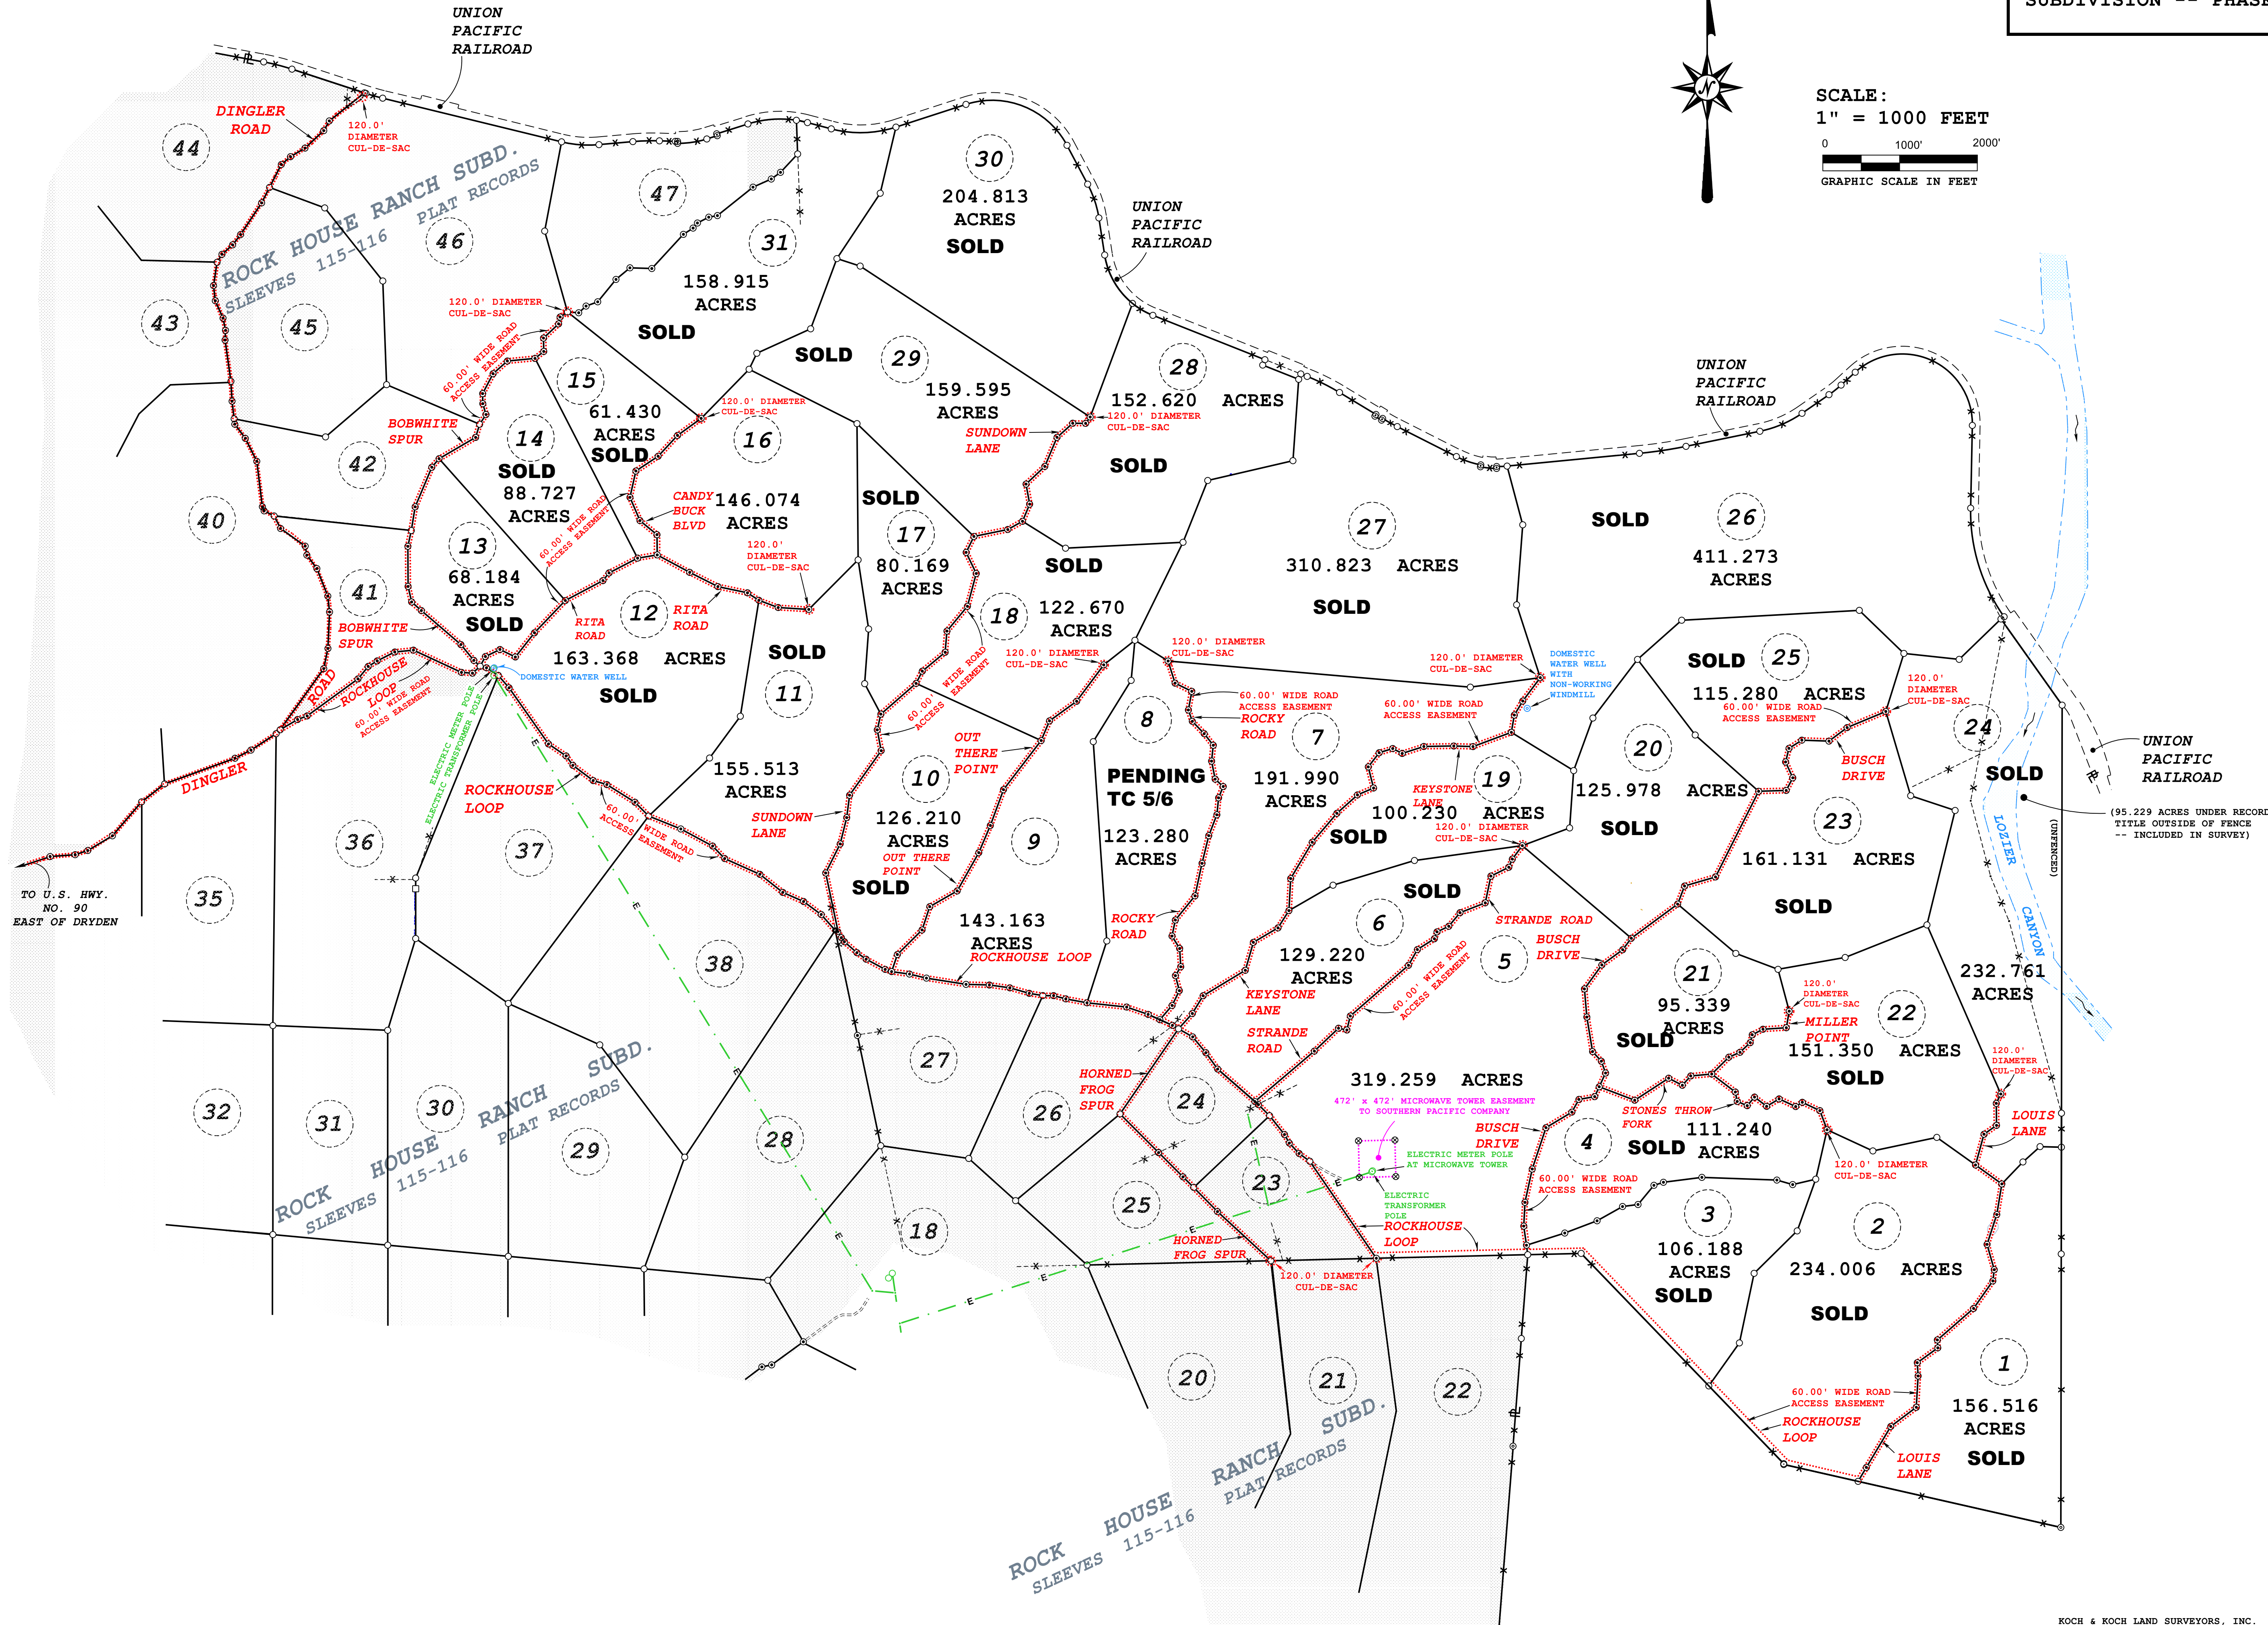 SUBDIVISION -- PHASE
UNION
PACIFIC
RAILROAD
SCALE:
1" = 1000 FEET
0 1000' 2000'
GRAPHIC SCALE IN FEET
N
DINGLER
ROAD
120.0'
DIAMETER
CUL-DE-SAC
44
ROCK HOUSE RANCH SUBD.
SLEEVES 115-116 PLAT RECORDS
47
46
45
43
31
158.915
ACRES
SOLD
30
204.813
ACRES
SOLD
UNION
PACIFIC
RAILROAD
120.0' DIAMETER
CUL-DE-SAC
60.00' WIDE ROAD
ACCESS EASEMENT
SOLD
29
159.595
ACRES
28
152.620 ACRES
SOLD
120.0' DIAMETER
CUL-DE-SAC
SUNDOWN
LANE
UNION
PACIFIC
RAILROAD
15
61.430
ACRES
SOLD
120.0' DIAMETER
CUL-DE-SAC
BOBWHITE
SPUR
14
SOLD
88.727
ACRES
16
146.074
ACRES
CANDY
BUCK
BLVD
60.00' WIDE ROAD
ACCESS EASEMENT
42
40
41
13
68.184
ACRES
SOLD
SOLD
17
80.169
ACRES
120.0'
DIAMETER
CUL-DE-SAC
27
310.823 ACRES
SOLD
SOLD
26
411.273
ACRES
12
RITA
ROAD
RITA
ROAD
163.368 ACRES
SOLD
DOMESTIC WATER WELL
BOBWHITE
SPUR
ROCKHOUSE
LOOP
60.00' WIDE ROAD
ACCESS EASEMENT
SOLD
18
122.670
ACRES
120.0' DIAMETER
CUL-DE-SAC
120.0' DIAMETER
CUL-DE-SAC
120.0' DIAMETER
CUL-DE-SAC
DOMESTIC
WATER WELL
WITH
NON-WORKING
WINDMILL
SOLD
25
115.280 ACRES
60.00' WIDE ROAD
ACCESS EASEMENT
120.0'
DIAMETER
CUL-DE-SAC
BUSCH
DRIVE
24
SOLD
UNION
PACIFIC
RAILROAD
(95.229 ACRES UNDER RECORD
TITLE OUTSIDE OF FENCE
-- INCLUDED IN SURVEY)
(UNFENCED)
LOZIER
CANYON
232.761
ACRES
DINGLER
ROAD
TO U.S. HWY.
NO. 90
EAST OF DRYDEN
ELECTRIC METER POLE
ELECTRIC TRANSFORMER POLE
E
ROCKHOUSE
LOOP
60.00' WIDE ROAD
ACCESS EASEMENT
SOLD
11
155.513
ACRES
SUNDOWN
LANE
60.00' WIDE ROAD
ACCESS EASEMENT
OUT
THERE
POINT
10
126.210
ACRES
OUT THERE
POINT
SOLD
9
143.163
ACRES
ROCKHOUSE LOOP
8
PENDING
TC 5/6
123.280
ACRES
60.00' WIDE ROAD
ACCESS EASEMENT
ROCKY
ROAD
7
191.990
ACRES
SOLD
ROCKY
ROAD
60.00' WIDE ROAD
ACCESS EASEMENT
KEYSTONE
LANE
19
100.230 ACRES
120.0' DIAMETER
CUL-DE-SAC
20
125.978 ACRES
SOLD
23
161.131 ACRES
SOLD
36
35
37
38
SOLD
6
129.220
ACRES
KEYSTONE
LANE
STRANDE
ROAD
STRANDE ROAD
60.00' WIDE ROAD
ACCESS EASEMENT
5
319.259 ACRES
472' x 472' MICROWAVE TOWER EASEMENT
TO SOUTHERN PACIFIC COMPANY
ELECTRIC METER POLE
AT MICROWAVE TOWER
ELECTRIC
TRANSFORMER
POLE
ROCKHOUSE
LOOP
BUSCH
DRIVE
21
95.339
ACRES
SOLD
120.0'
DIAMETER
CUL-DE-SAC
MILLER
POINT
22
151.350 ACRES
SOLD
STONES THROW
FORK
BUSCH
DRIVE
4
SOLD
111.240
ACRES
60.00' WIDE ROAD
ACCESS EASEMENT
120.0' DIAMETER
CUL-DE-SAC
120.0'
DIAMETER
CUL-DE-SAC
LOUIS
LANE
3
106.188
ACRES
SOLD
2
234.006 ACRES
SOLD
1
156.516
ACRES
SOLD
60.00' WIDE ROAD
ACCESS EASEMENT
ROCKHOUSE
LOOP
LOUIS
LANE
32
31
30
29
28
27
26
24
23
25
18
HORNED
FROG
SPUR
HORNED
FROG SPUR
120.0' DIAMETER
CUL-DE-SAC
ROCK HOUSE RANCH SUBD.
SLEEVES 115-116 PLAT RECORDS
E
E
E
E
E
E
E
20
21
22
ROCK HOUSE RANCH SUBD.
SLEEVES 115-116 PLAT RECORDS
KOCH & KOCH LAND SURVEYORS, INC.